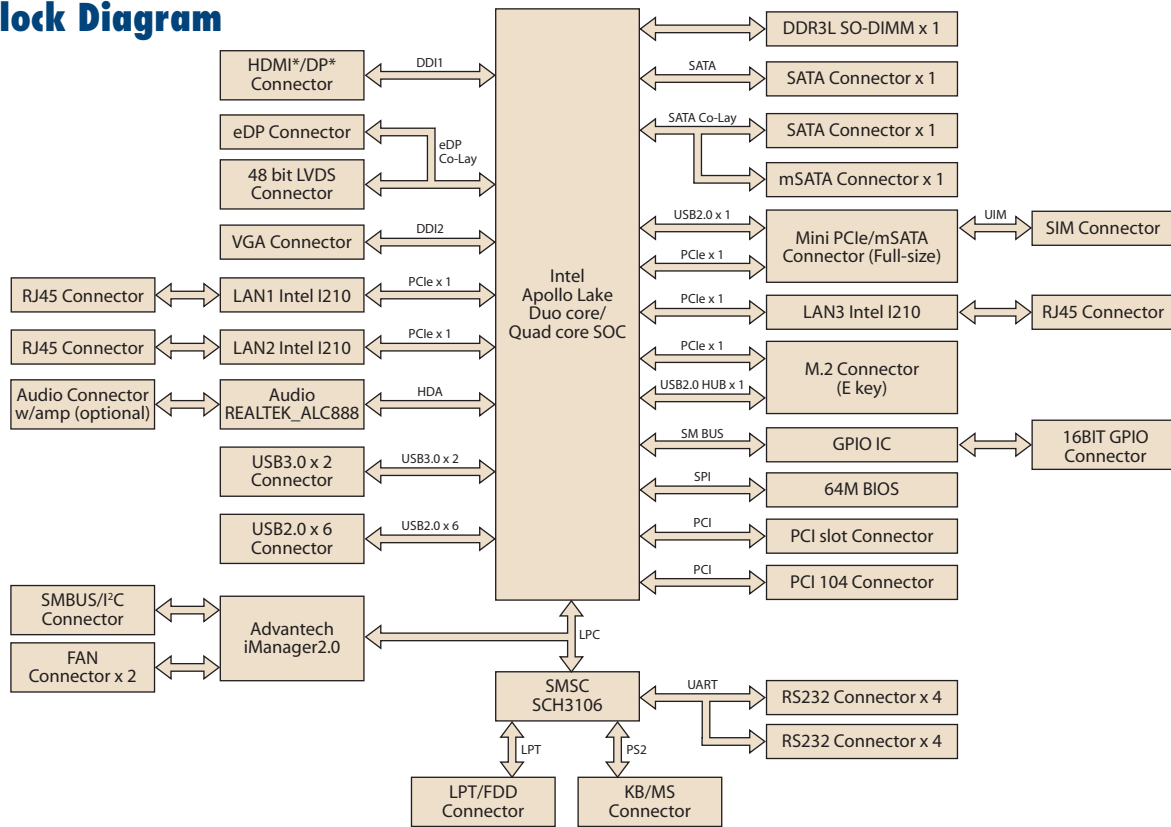 lock Diagram
HDMI*/DP*
Connector
DDI1
eDP Connector
eDP
Co-Lay
48 bit LVDS
Connector
VGA Connector
DDI2
RJ45 Connector
LAN1 Intel I210
PCIe x 1
RJ45 Connector
LAN2 Intel I210
PCIe x 1
Audio Connector
w/amp (optional)
Audio
REALTEK_ALC888
HDA
USB3.0 x 2
Connector
USB3.0 x 2
USB2.0 x 6
Connector
USB2.0 x 6
SMBUS/I²C
Connector
FAN
Connector x 2
Advantech
iManager2.0
Intel
Apollo Lake
Duo core/
Quad core SOC
DDR3L SO-DIMM x 1
SATA
SATA Connector x 1
SATA Co-Lay
SATA Connector x 1
mSATA Connector x 1
USB2.0 x 1
PCIe x 1
Mini PCIe/mSATA
Connector (Full-size)
UIM
SIM Connector
PCIe x 1
LAN3 Intel I210
RJ45 Connector
PCIe x 1
USB2.0 HUB x 1
M.2 Connector
(E key)
SM BUS
GPIO IC
16BIT GPIO
Connector
SPI
64M BIOS
PCI
PCI slot Connector
PCI
PCI 104 Connector
LPC
SMSC
SCH3106
UART
RS232 Connector x 4
RS232 Connector x 4
LPT
PS2
LPT/FDD
Connector
KB/MS
Connector